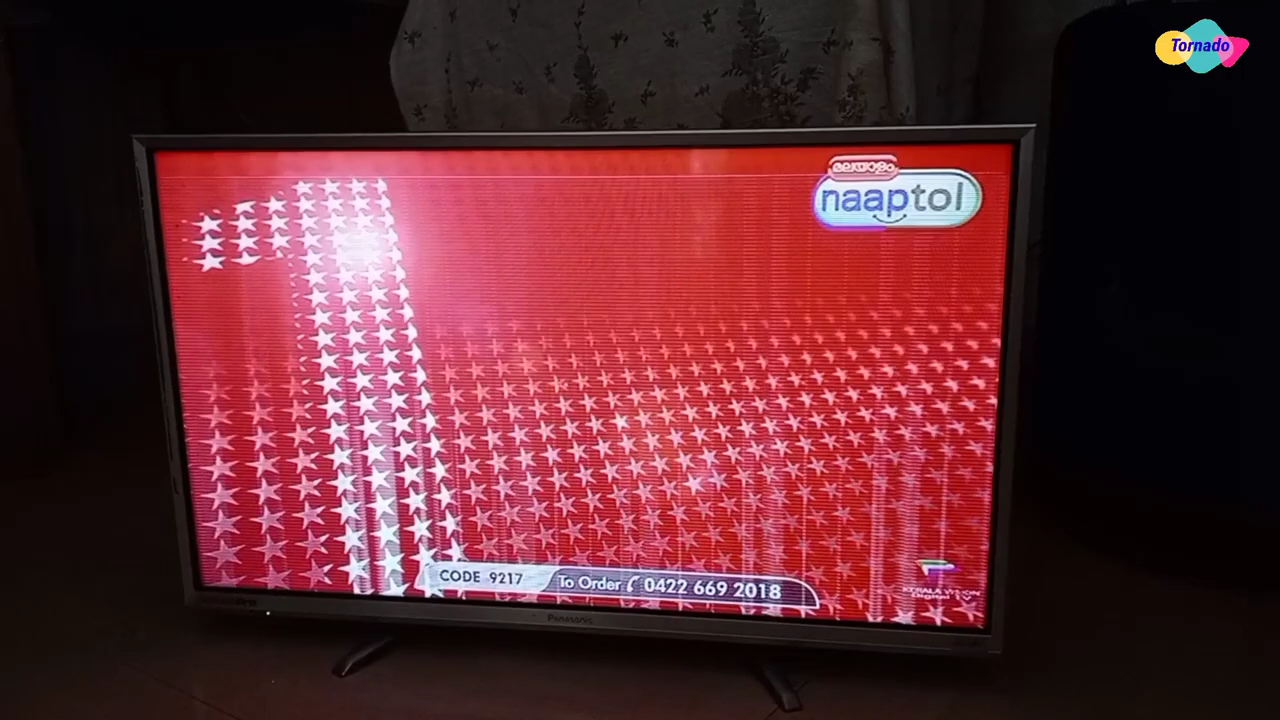 Tornado
മലയാളം
naaptol
CODE 9217
To Order 0422 669 2018
KERALA VISION
Digital TV
Panasonic